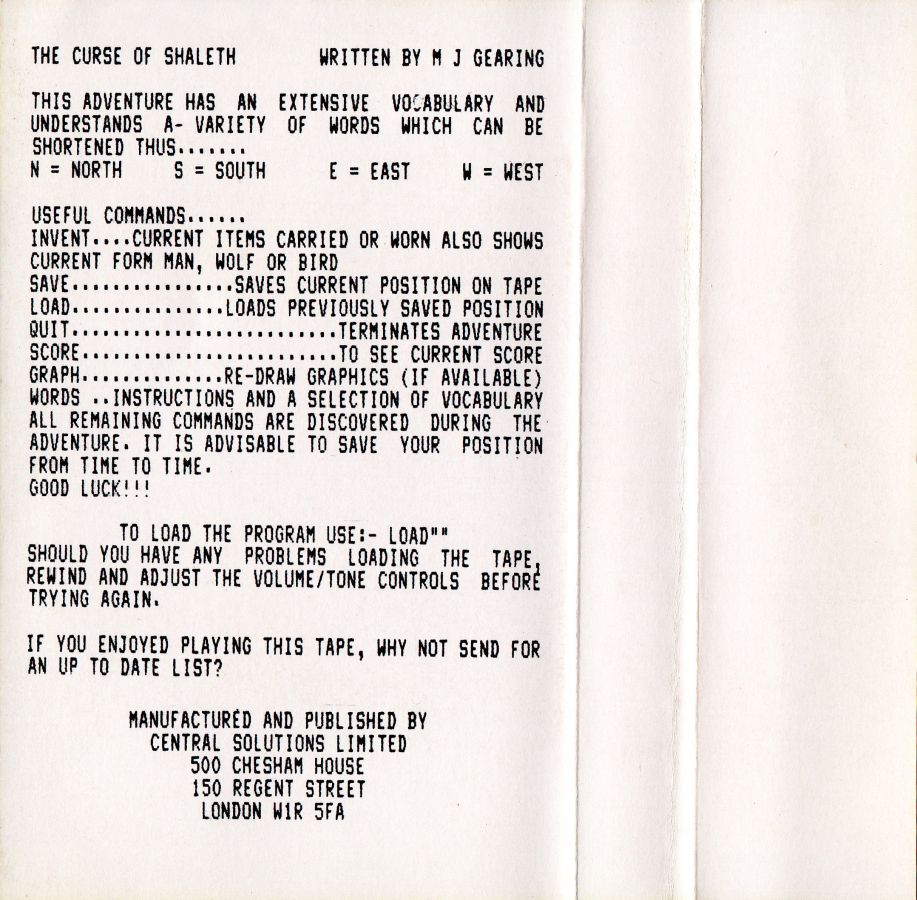 THE CURSE OF SHALETH WRITTEN BY M J GEARING
THIS ADVENTURE HAS AN EXTENSIVE VOCABULARY AND
UNDERSTANDS A- VARIETY OF WORDS WHICH CAN BE
SHORTENED THUS.......
N = NORTH S = SOUTH E = EAST W = WEST
USEFUL COMMANDS......
INVENT....CURRENT ITEMS CARRIED OR WORN ALSO SHOWS
CURRENT FORM MAN, WOLF OR BIRD
SAVE................SAVES CURRENT POSITION ON TAPE
LOAD...............LOADS PREVIOUSLY SAVED POSITION
QUIT..........................TERMINATES ADVENTURE
SCORE.........................TO SEE CURRENT SCORE
GRAPH..............RE-DRAW GRAPHICS (IF AVAILABLE)
WORDS ..INSTRUCTIONS AND A SELECTION OF VOCABULARY
ALL REMAINING COMMANDS ARE DISCOVERED DURING THE
ADVENTURE. IT IS ADVISABLE TO SAVE YOUR POSITION
FROM TIME TO TIME.
GOOD LUCK!!!
TO LOAD THE PROGRAM USE:- LOAD""
SHOULD YOU HAVE ANY PROBLEMS LOADING THE TAPE,
REWIND AND ADJUST THE VOLUME/TONE CONTROLS BEFORE
TRYING AGAIN.
IF YOU ENJOYED PLAYING THIS TAPE, WHY NOT SEND FOR
AN UP TO DATE LIST?
MANUFACTURED AND PUBLISHED BY
CENTRAL SOLUTIONS LIMITED
500 CHESHAM HOUSE
150 REGENT STREET
LONDON W1R 5FA